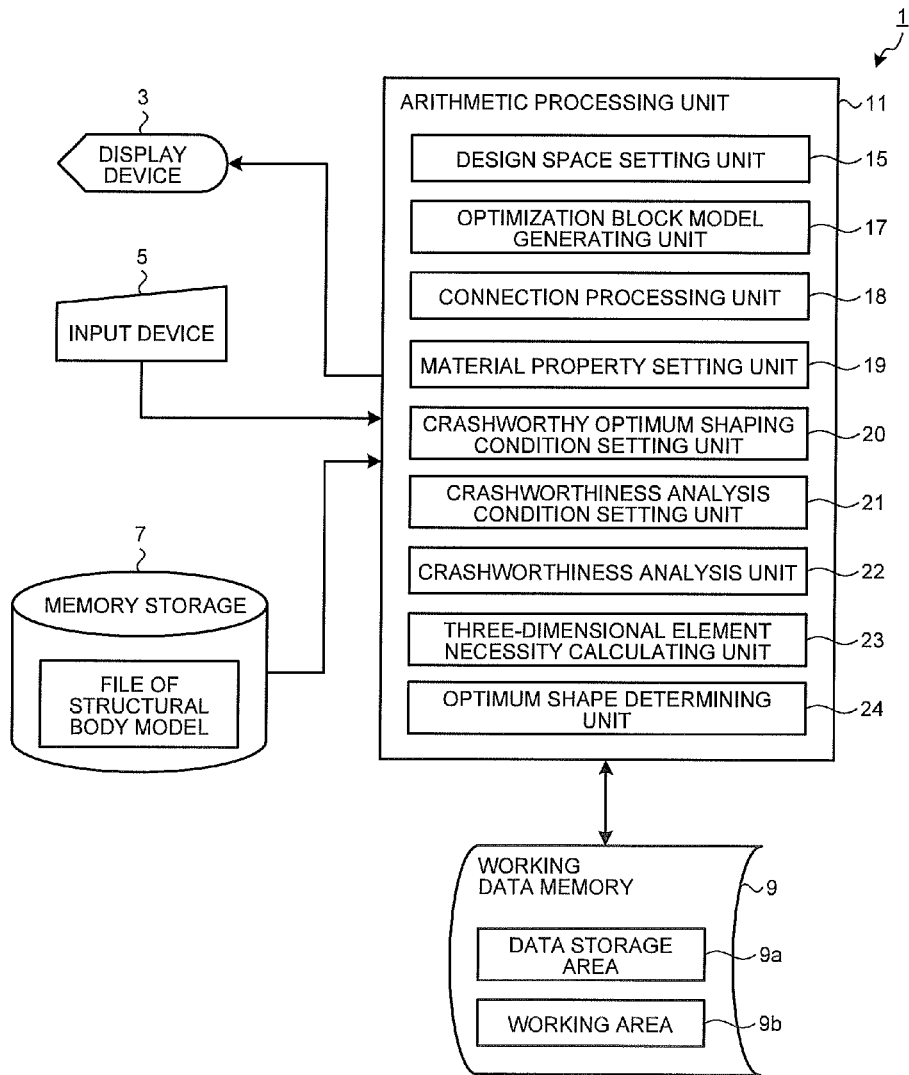 1
3
DISPLAY
DEVICE
5
INPUT DEVICE
7
MEMORY STORAGE
FILE OF
STRUCTURAL
BODY MODEL
ARITHMETIC PROCESSING UNIT
11
DESIGN SPACE SETTING UNIT
15
OPTIMIZATION BLOCK MODEL
GENERATING UNIT
17
CONNECTION PROCESSING UNIT
18
MATERIAL PROPERTY SETTING UNIT
19
CRASHWORTHY OPTIMUM SHAPING
CONDITION SETTING UNIT
20
CRASHWORTHINESS ANALYSIS
CONDITION SETTING UNIT
21
CRASHWORTHINESS ANALYSIS UNIT
22
THREE-DIMENSIONAL ELEMENT
NECESSITY CALCULATING UNIT
23
OPTIMUM SHAPE DETERMINING
UNIT
24
WORKING
DATA MEMORY
9
DATA STORAGE
AREA
9a
WORKING AREA
9b